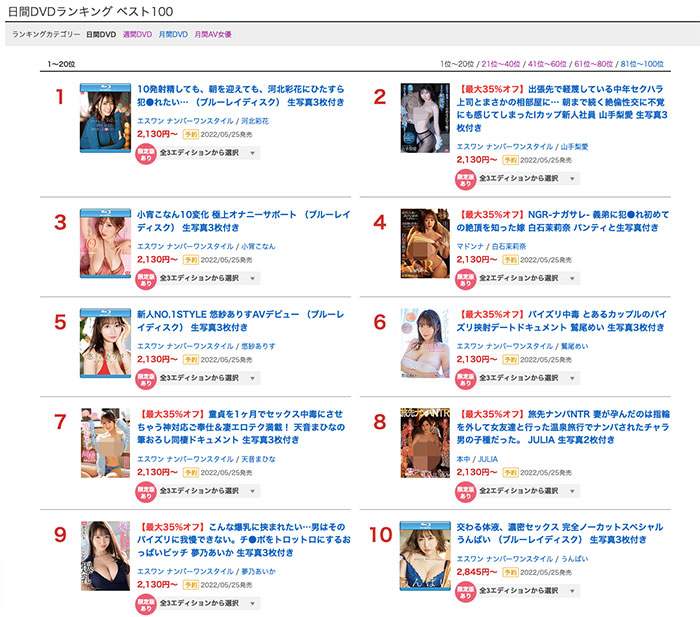 日間DVDランキング ベスト100
ランキングカテゴリー 日間DVD 週間DVD 月間DVD 月間AV女優
1〜20位
1位〜20位 / 21位〜40位 / 41位〜60位 / 61位〜80位 / 81位〜100位
1
10発射精しても、朝を迎えても、河北彩花にひたすら
犯●れたい… （ブルーレイディスク） 生写真3枚付き
エスワン ナンバーワンスタイル / 河北彩花
2,130円〜 予約 2022/05/25発売
限定版あり 全3エディションから選択
2
【最大35%オフ】出張先で軽蔑している中年セクハラ
上司とまさかの相部屋に… 朝まで続く絶倫性交に不覚
にも感じてしまったIカップ新人社員 山手梨愛 生写真3
枚付き
エスワン ナンバーワンスタイル / 山手梨愛
2,130円〜 予約 2022/05/25発売
限定版あり 全3エディションから選択
3
小宵こなん10変化 極上オナニーサポート （ブルーレイ
ディスク） 生写真3枚付き
エスワン ナンバーワンスタイル / 小宵こなん
2,130円〜 予約 2022/05/25発売
限定版あり 全3エディションから選択
4
【最大35%オフ】NGR-ナガサレ- 義弟に犯●れ初めて
の絶頂を知った嫁 白石茉莉奈 パンティと生写真付き
マドンナ / 白石茉莉奈
2,130円〜 予約 2022/05/25発売
限定版あり 全2エディションから選択
5
新人NO.1STYLE 悠紗ありすAVデビュー （ブルーレ
イディスク） 生写真3枚付き
エスワン ナンバーワンスタイル / 悠紗ありす
2,130円〜 予約 2022/05/25発売
限定版あり 全3エディションから選択
6
【最大35%オフ】パイズリ中毒 とあるカップルのパイ
ズリ挟射デートドキュメント 鷲尾めい 生写真3枚付き
エスワン ナンバーワンスタイル / 鷲尾めい
2,130円〜 予約 2022/05/25発売
限定版あり 全3エディションから選択
7
【最大35%オフ】童貞を1ヶ月でセックス中毒にさせ
ちゃう神対応ご奉仕＆凄エロテク満載！ 天音まひなの
筆おろし同棲ドキュメント 生写真3枚付き
エスワン ナンバーワンスタイル / 天音まひな
2,130円〜 予約 2022/05/25発売
限定版あり 全3エディションから選択
8
【最大35%オフ】旅先ナンパNTR 妻が孕んだのは指輪
を外して女友達と行った温泉旅行でナンパされたチャラ
男の子種だった。 JULIA 生写真2枚付き
本中 / JULIA
2,130円〜 予約 2022/05/25発売
限定版あり 全2エディションから選択
9
【最大35%オフ】こんな爆乳に挟まれたい…男はその
パイズリに我慢できない。チ●ポをトロットロにするお
っぱいビッチ 夢乃あいか 生写真3枚付き
エスワン ナンバーワンスタイル / 夢乃あいか
2,130円〜 予約 2022/05/25発売
限定版あり 全3エディションから選択
10
交わる体液、濃密セックス 完全ノーカットスペシャル
うんぱい （ブルーレイディスク） 生写真3枚付き
エスワン ナンバーワンスタイル / うんぱい
2,845円〜 予約 2022/05/25発売
限定版あり 全3エディションから選択